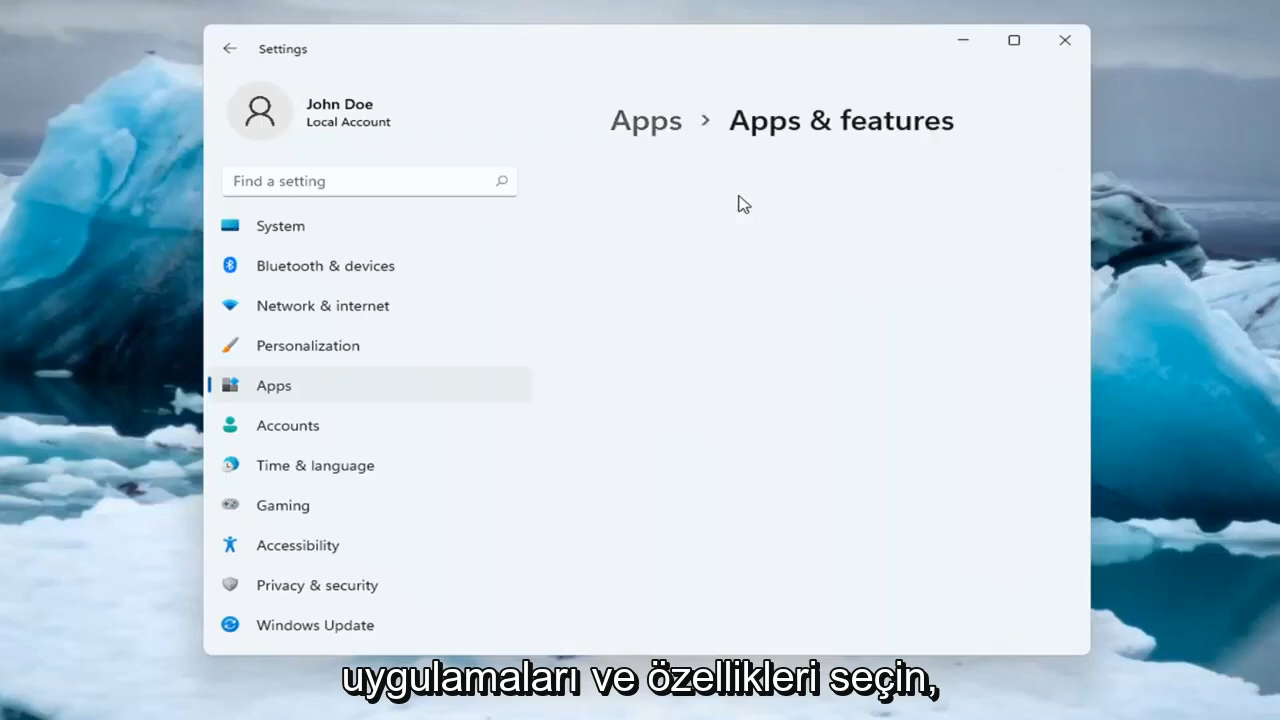 Settings
John Doe
Local Account
Apps > Apps & features
Find a setting
System
Bluetooth & devices
Network & internet
Personalization
Apps
Accounts
Time & language
Gaming
Accessibility
Privacy & security
Windows Update
uygulamaları ve özellikleri seçin,